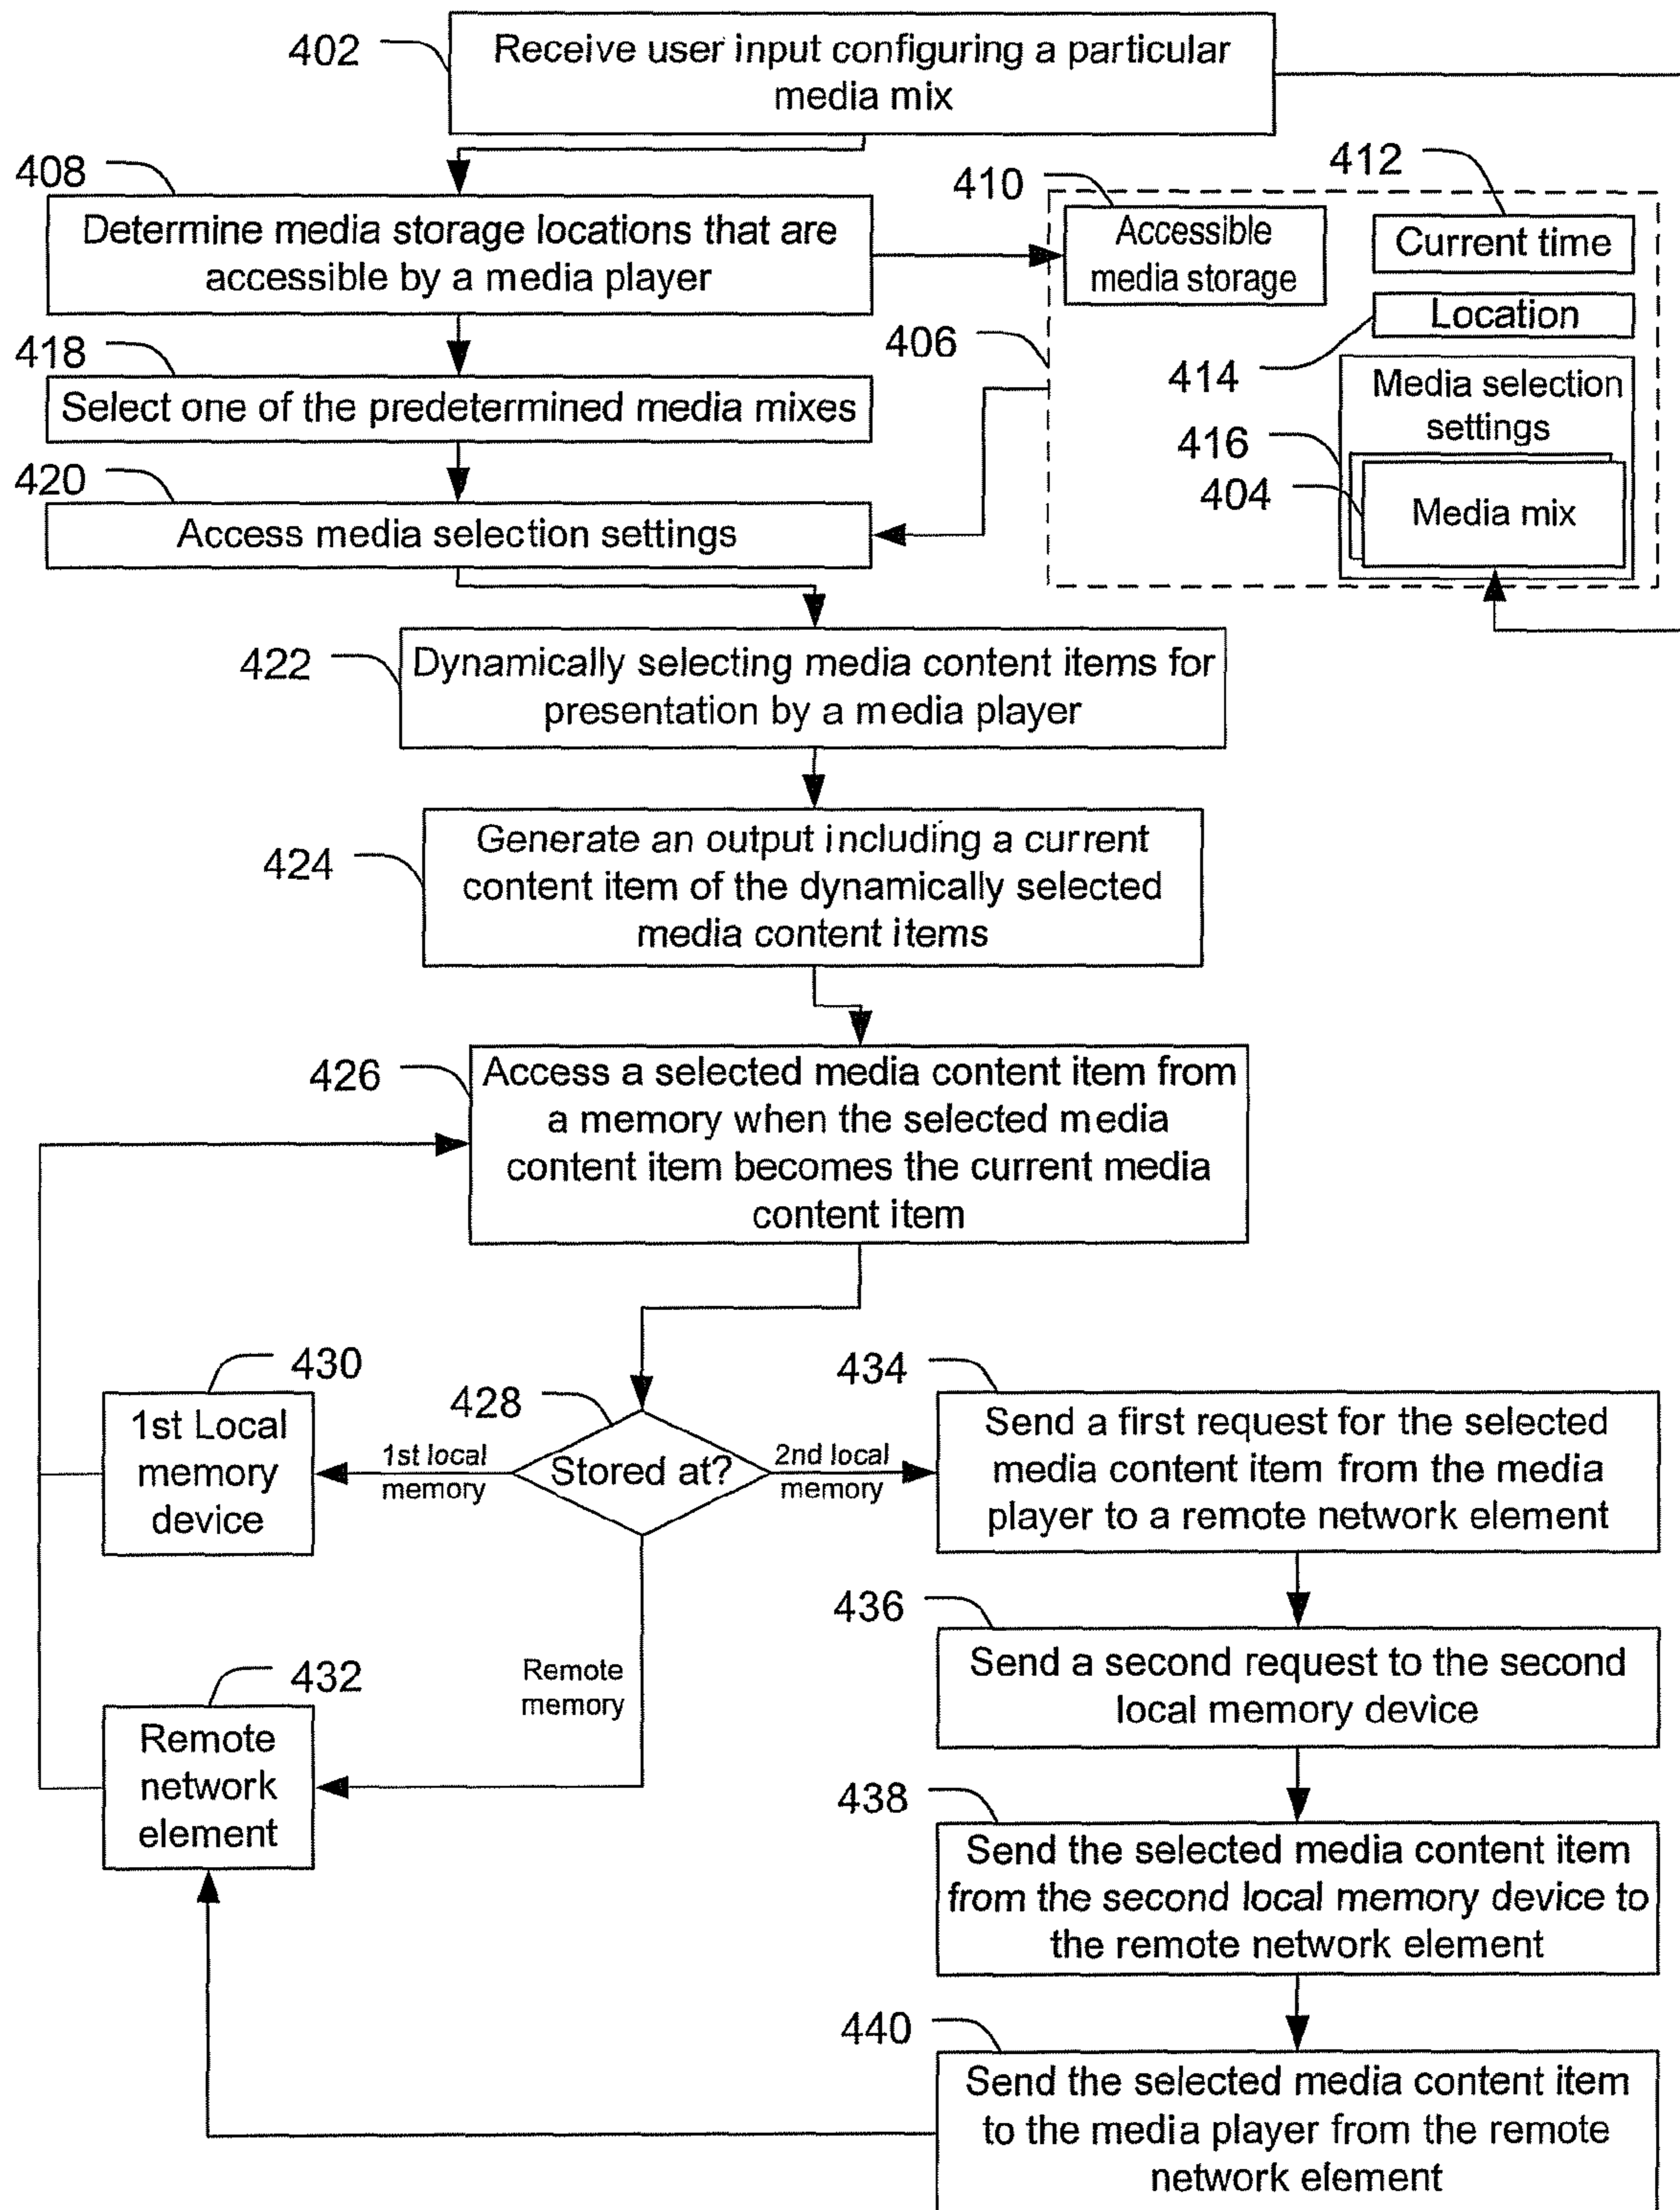 402
Receive user input configuring a particular
media mix
408
Determine media storage locations that are
accessible by a media player
410
Accessible
media storage
412
Current time
Location
414
406
Media selection
settings
416
404
Media mix
418
Select one of the predetermined media mixes
420
Access media selection settings
422
Dynamically selecting media content items for
presentation by a media player
424
Generate an output including a current
content item of the dynamically selected
media content items
426
Access a selected media content item from
a memory when the selected media
content item becomes the current media
content item
428
Stored at?
1st local
memory
2nd local
memory
Remote
memory
430
1st Local
memory
device
432
Remote
network
element
434
Send a first request for the selected
media content item from the media
player to a remote network element
436
Send a second request to the second
local memory device
438
Send the selected media content item
from the second local memory device to
the remote network element
440
Send the selected media content item
to the media player from the remote
network element